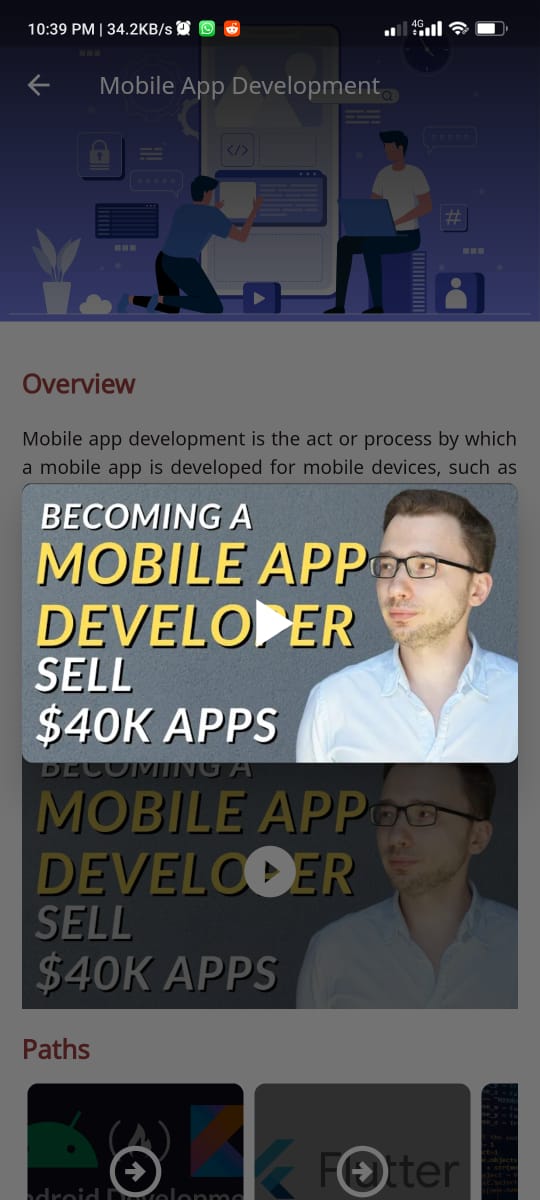 10:39 PM | 34.2KB/s
4G
Mobile App Development
</>
#
Overview
Mobile app development is the act or process by which
a mobile app is developed for mobile devices, such as
BECOMING A
MOBILE APP
DEVELOPER
SELL
$40K APPS
BECOMING A
MOBILE APP
DEVELOPER
SELL
$40K APPS
Paths
Flutter